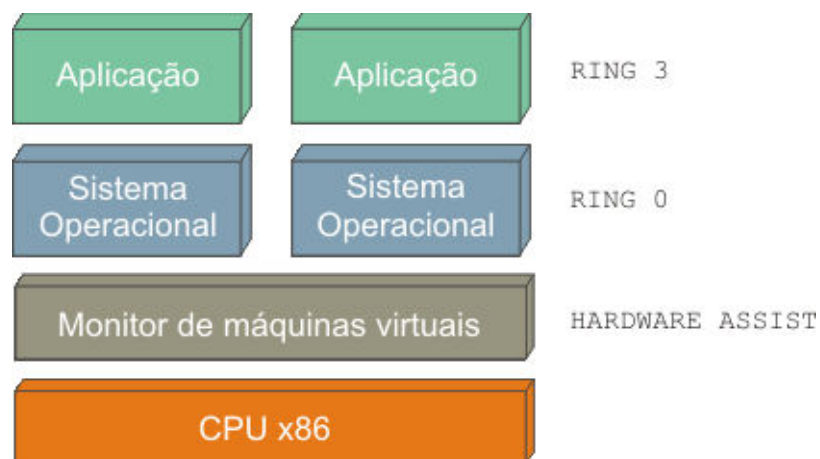 Aplicação
Aplicação
RING 3
Sistema
Operacional
Sistema
Operacional
RING 0
Monitor de máquinas virtuais
HARDWARE ASSIST
CPU x86